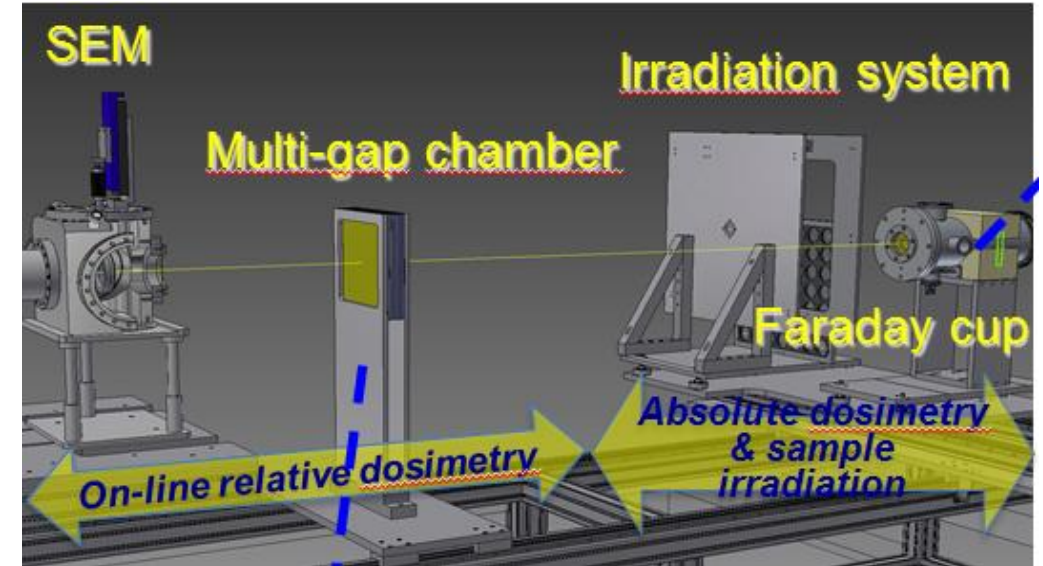 SEM
Irradiation system
Multi-gap chamber
Faraday cup
On-line relative dosimetry
Absolute dosimetry
& sample
irradiation